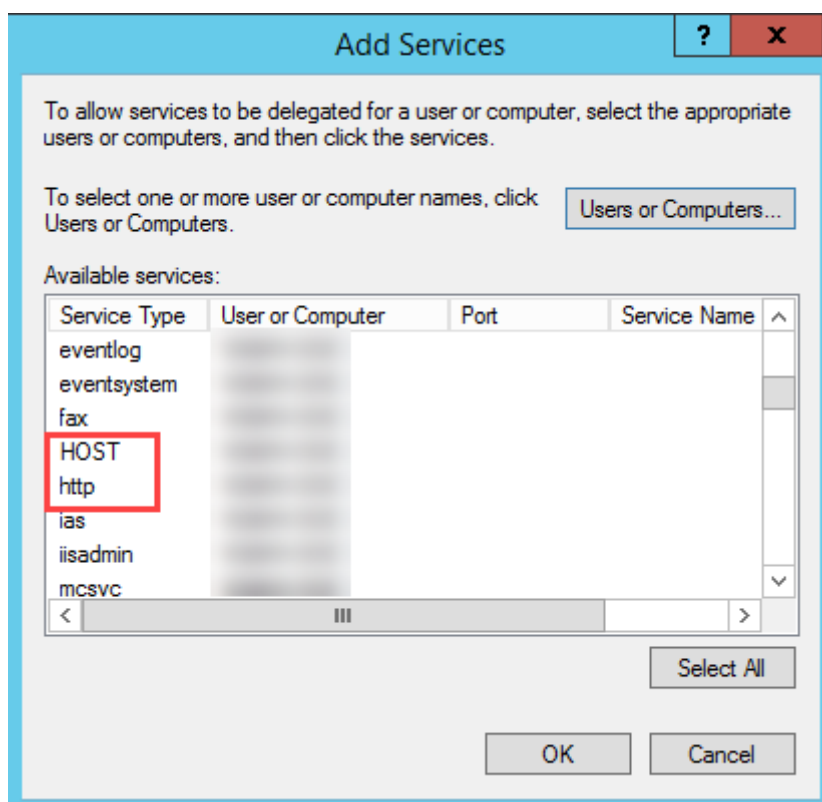 Add Services
?
x
To allow services to be delegated for a user or computer, select the appropriate
users or computers, and then click the services.
To select one or more user or computer names, click
Users or Computers.
Users or Computers...
Available services:
Service Type User or Computer Port Service Name
eventlog
eventsystem
fax
HOST
http
ias
iisadmin
mcsvc
Select All
OK Cancel